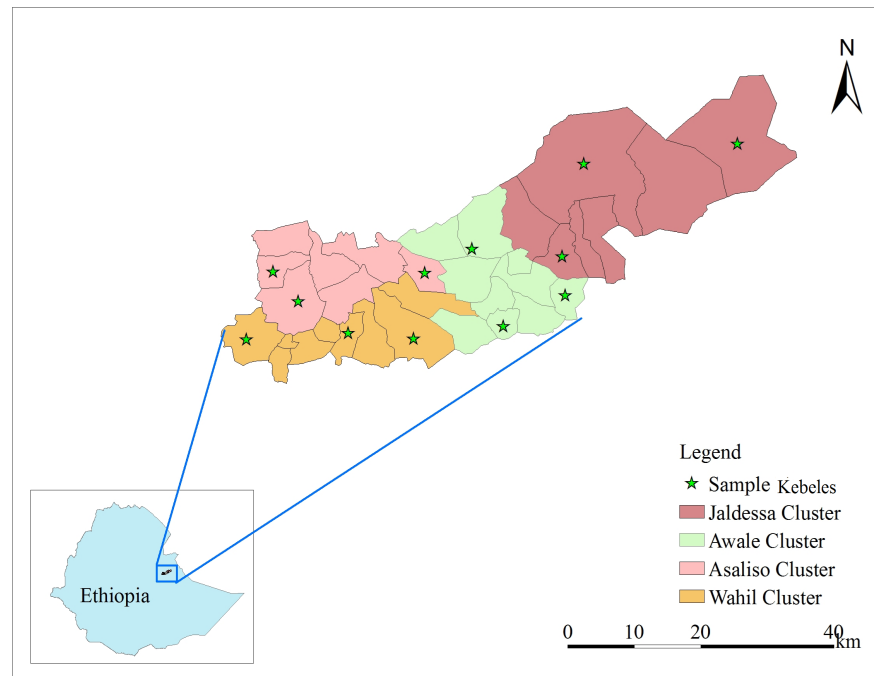 N
Legend
Sample Kebeles
Jaldessa Cluster
Awale Cluster
Asaliso Cluster
Wahil Cluster
Ethiopia
0 10 20 40 km